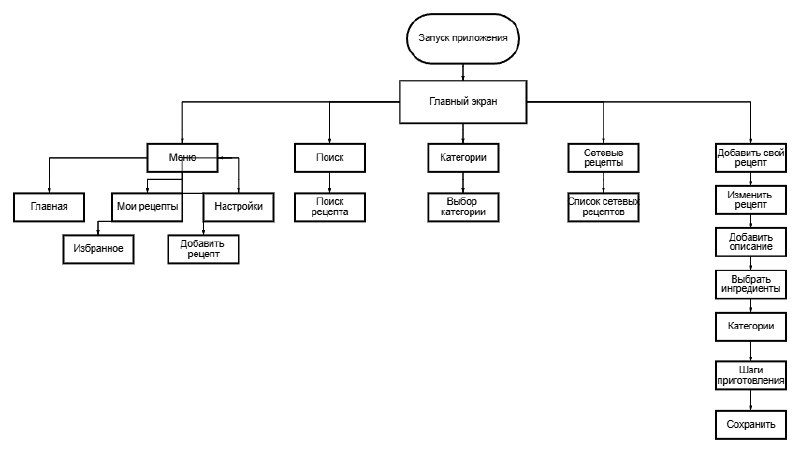 Запуск приложения
Главный экран
Меню
Поиск
Категории
Сетевые
рецепты
Добавить свой
рецепт
Главная
Мои рецепты
Настройки
Поиск
рецепта
Выбор
категории
Список сетевых
рецептов
Изменить
рецепт
Избранное
Добавить
рецепт
Добавить
описание
Выбрать
ингредиенты
Категории
Шаги
приготовления
Сохранить